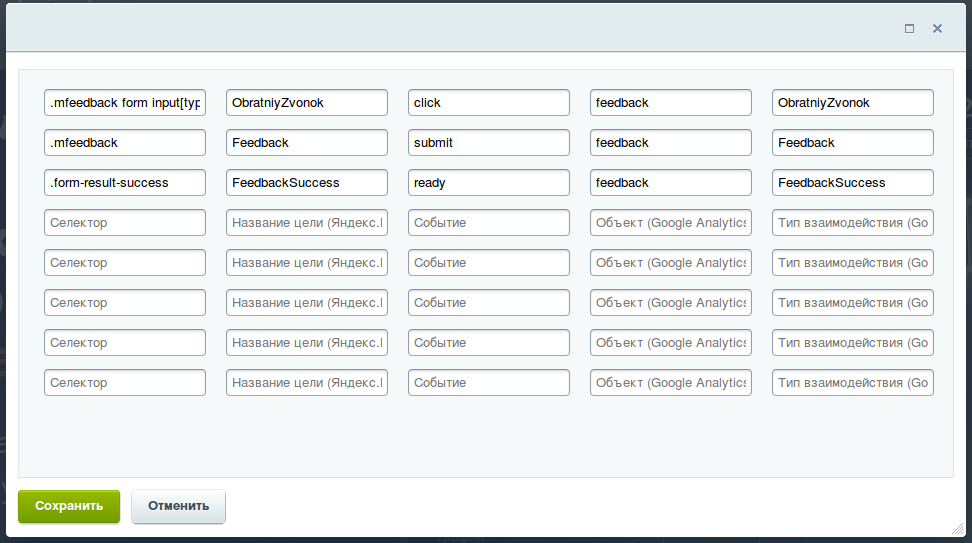 .mfeedback form input[typ ObratniyZvonok click feedback ObratniyZvonok
.mfeedback Feedback submit feedback Feedback
.form-result-success FeedbackSuccess ready feedback FeedbackSuccess
Селектор Название цели (Яндекс.I Событие Объект (Google Analytics Тип взаимодействия (Go
Селектор Название цели (Яндекс.I Событие Объект (Google Analytics Тип взаимодействия (Go
Селектор Название цели (Яндекс.I Событие Объект (Google Analytics Тип взаимодействия (Go
Селектор Название цели (Яндекс.I Событие Объект (Google Analytics Тип взаимодействия (Go
Селектор Название цели (Яндекс.I Событие Объект (Google Analytics Тип взаимодействия (Go
Сохранить Отменить